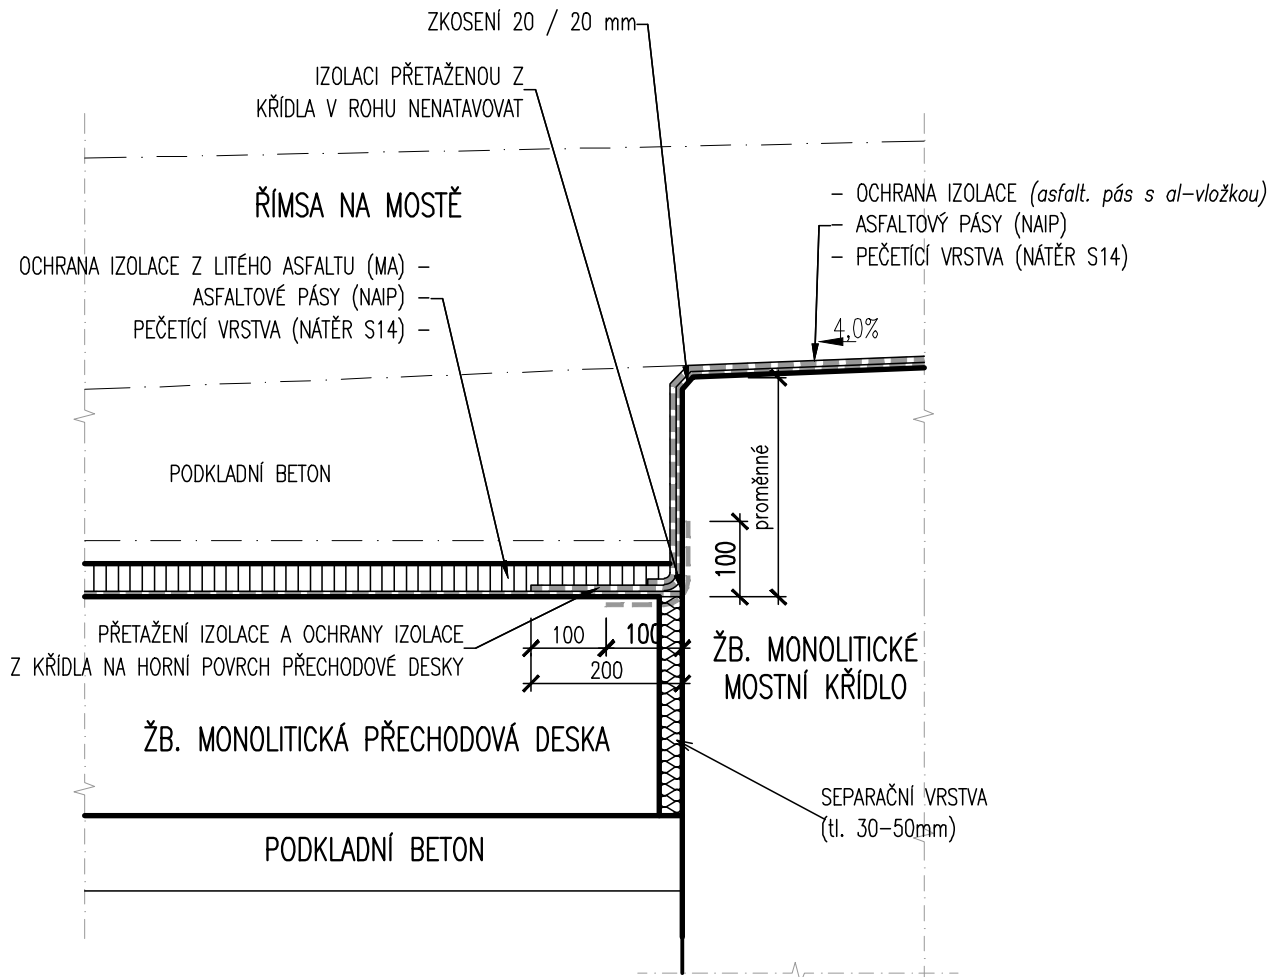 ZKOSENÍ 20 / 20 mm
IZOLACI PŘETAŽENOU Z
KŘÍDLA V ROHU NENATAVOVAT
ŘÍMSA NA MOSTĚ
– OCHRANA IZOLACE (asfalt. pás s al–vložkou)
– ASFALTOVÝ PÁSY (NAIP)
– PEČETÍCÍ VRSTVA (NÁTĚR S14)
OCHRANA IZOLACE Z LITÉHO ASFALTU (MA) –
ASFALTOVÉ PÁSY (NAIP) –
PEČETÍCÍ VRSTVA (NÁTĚR S14) –
4,0%
PODKLADNÍ BETON
proměnné
100
PŘETAŽENÍ IZOLACE A OCHRANY IZOLACE
Z KŘÍDLA NA HORNÍ POVRCH PŘECHODOVÉ DESKY
100
100
200
ŽB. MONOLITICKÉ
MOSTNÍ KŘÍDLO
ŽB. MONOLITICKÁ PŘECHODOVÁ DESKA
SEPARAČNÍ VRSTVA
(tl. 30–50mm)
PODKLADNÍ BETON